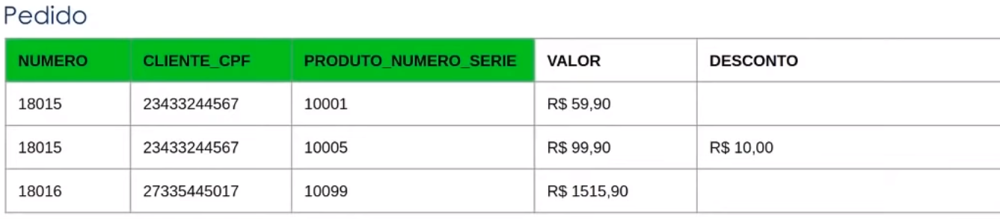 Pedido
NUMERO CLIENTE_CPF PRODUTO_NUMERO_SERIE VALOR DESCONTO
18015 23433244567 10001 R$ 59,90
18015 23433244567 10005 R$ 99,90 R$ 10,00
18016 27335445017 10099 R$ 1515,90